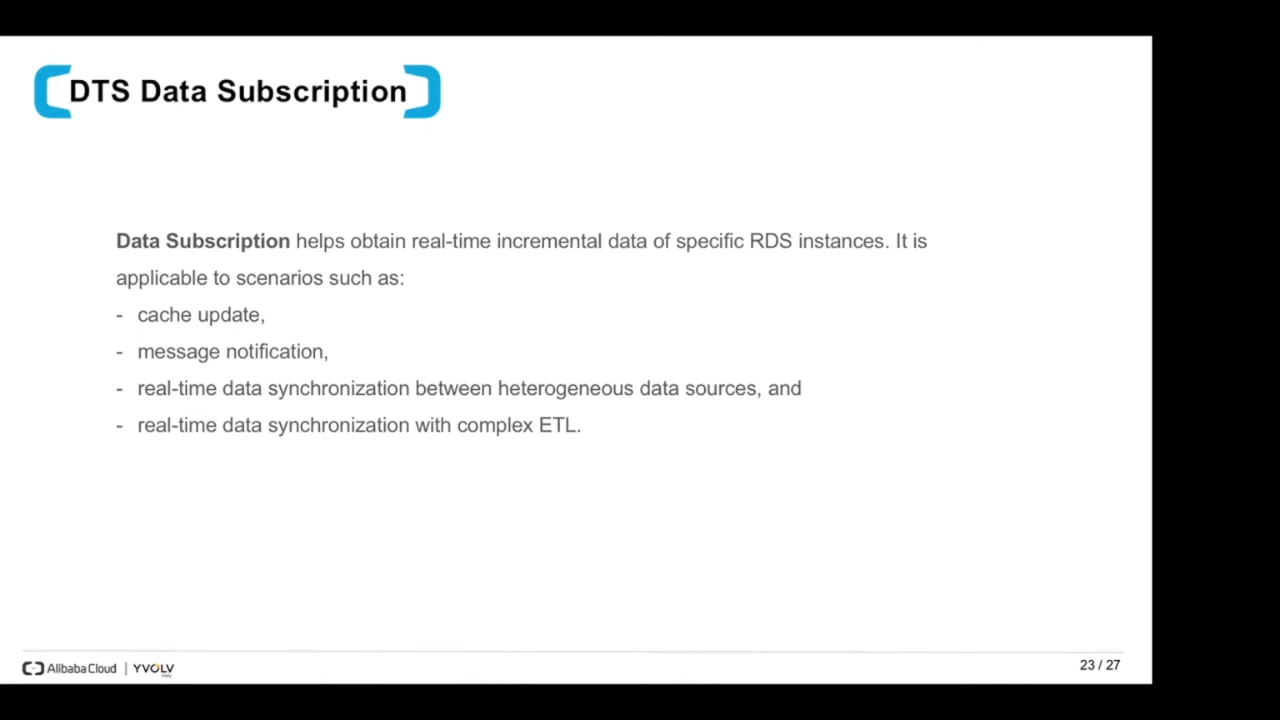 DTS Data Subscription
Data Subscription helps obtain real-time incremental data of specific RDS instances. It is
applicable to scenarios such as:
- cache update,
- message notification,
- real-time data synchronization between heterogeneous data sources, and
- real-time data synchronization with complex ETL.
Alibaba Cloud | YVOLV
23 / 27